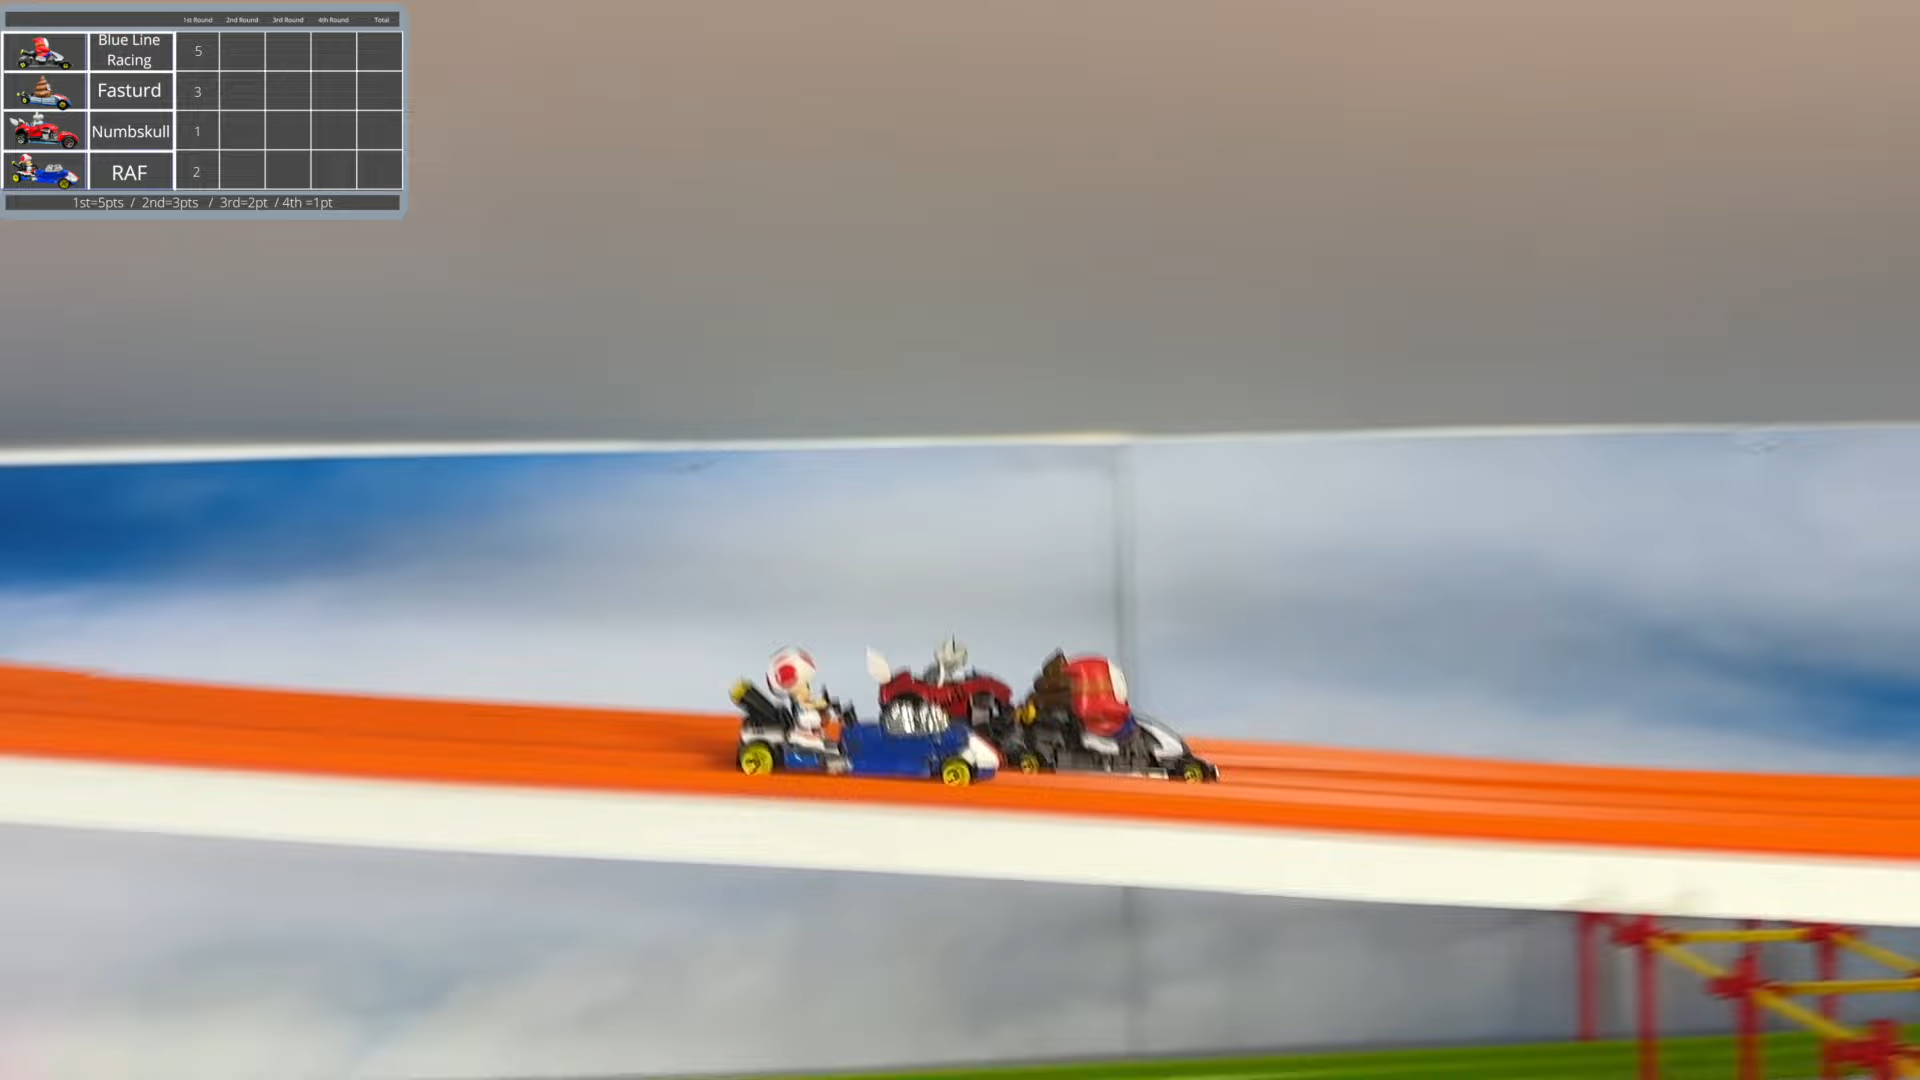 1st Round 2nd Round 3rd Round 4th Round Total
Blue Line
Racing
5
Fasturd
3
Numbskull
1
RAF
2
1st=5pts / 2nd=3pts / 3rd=2pt / 4th =1pt